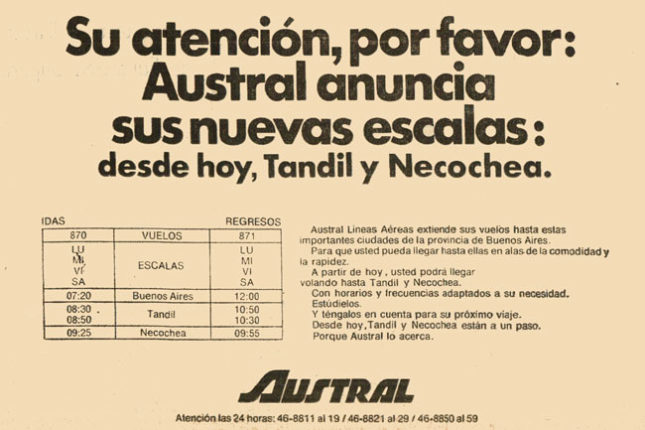 Su atención, por favor:
Austral anuncia
sus nuevas escalas:
desde hoy, Tandil y Necochea.
IDAS REGRESOS
870 VUELOS 871
LU LU
MI MI
ESCALAS
VI VI
SA SA
07:20 Buenos Aires 12:00
08:30 10:50
Tandil
08:50 10:30
09:25 Necochea 09:55
Austral Lineas Aéreas extiende sus vuelos hasta estas
importantes ciudades de la provincia de Buenos Aires.
Para que usted pueda llegar hasta ellas en alas de la comodidad y
la rapidez.
A partir de hoy, usted podrá llegar
volando hasta Tandil y Necochea.
Con horarios y frecuencias adaptados a su necesidad.
Estúdielos.
Y téngalos en cuenta para su próximo viaje.
Desde hoy, Tandil y Necochea están a un paso.
Porque Austral lo acerca.
AUSTRAL
Atención las 24 horas: 46-8811 al 19 / 46-8821 al 29 / 46-8850 al 59